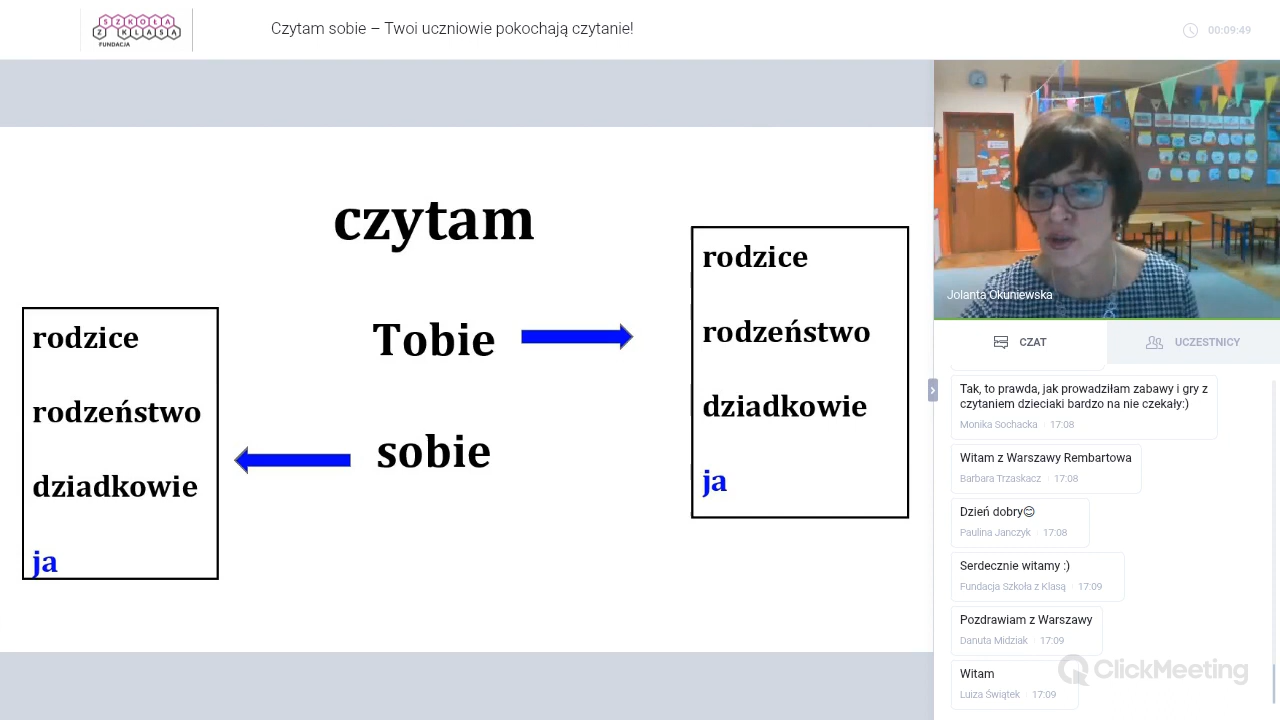 SZKOŁA
Z KLASĄ
FUNDACJA
Czytam sobie – Twoi uczniowie pokochają czytanie!
00:09:49
czytam
Tobie
sobie
rodzice
rodzeństwo
dziadkowie
ja
rodzice
rodzeństwo
dziadkowie
ja
Jolanta Okuniewska
CZAT
UCZESTNICY
Tak, to prawda, jak prowadziłam zabawy i gry z
czytaniem dzieciaki bardzo na nie czekały:)
Monika Sochacka 17:08
Witam z Warszawy Rembartowa
Barbara Trzaskacz 17:08
Dzień dobry😊
Paulina Janczyk 17:08
Serdecznie witamy :)
Fundacja Szkoła z Klasą 17:09
Pozdrawiam z Warszawy
Danuta Midziak 17:09
Witam
Luiza Świątek 17:09
ClickMeeting